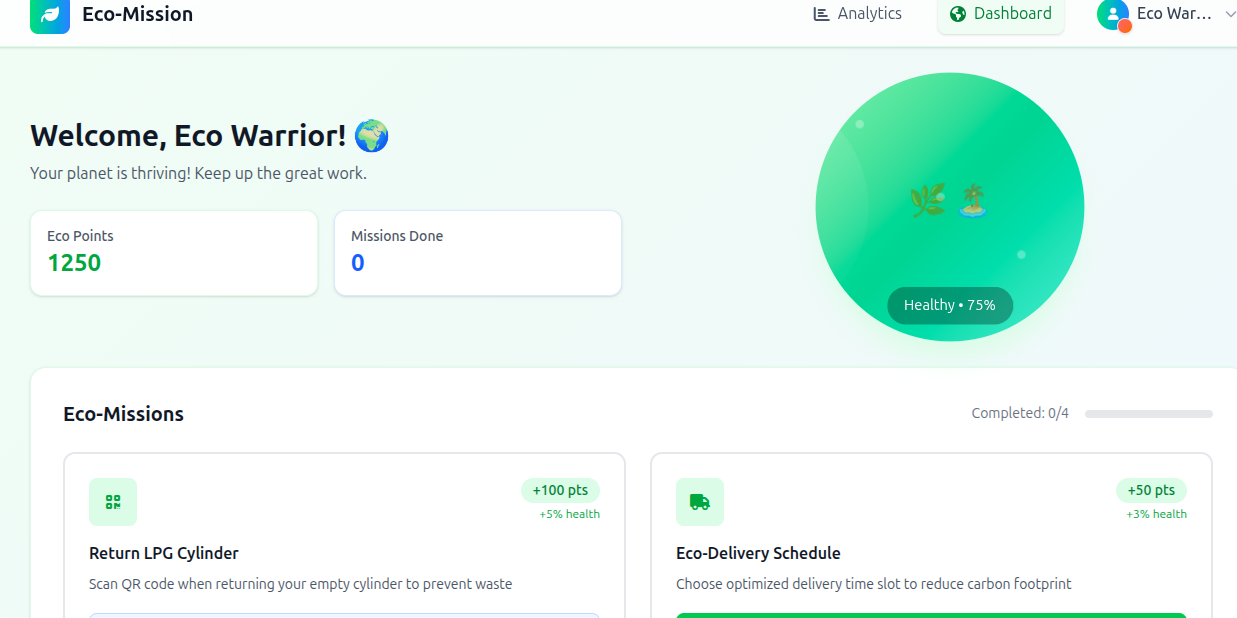 Eco-Mission
Analytics
Dashboard
Eco War...
Welcome, Eco Warrior!
Your planet is thriving! Keep up the great work.
Eco Points
1250
Missions Done
0
Healthy • 75%
Eco-Missions
Completed: 0/4
+100 pts
+5% health
Return LPG Cylinder
Scan QR code when returning your empty cylinder to prevent waste
+50 pts
+3% health
Eco-Delivery Schedule
Choose optimized delivery time slot to reduce carbon footprint